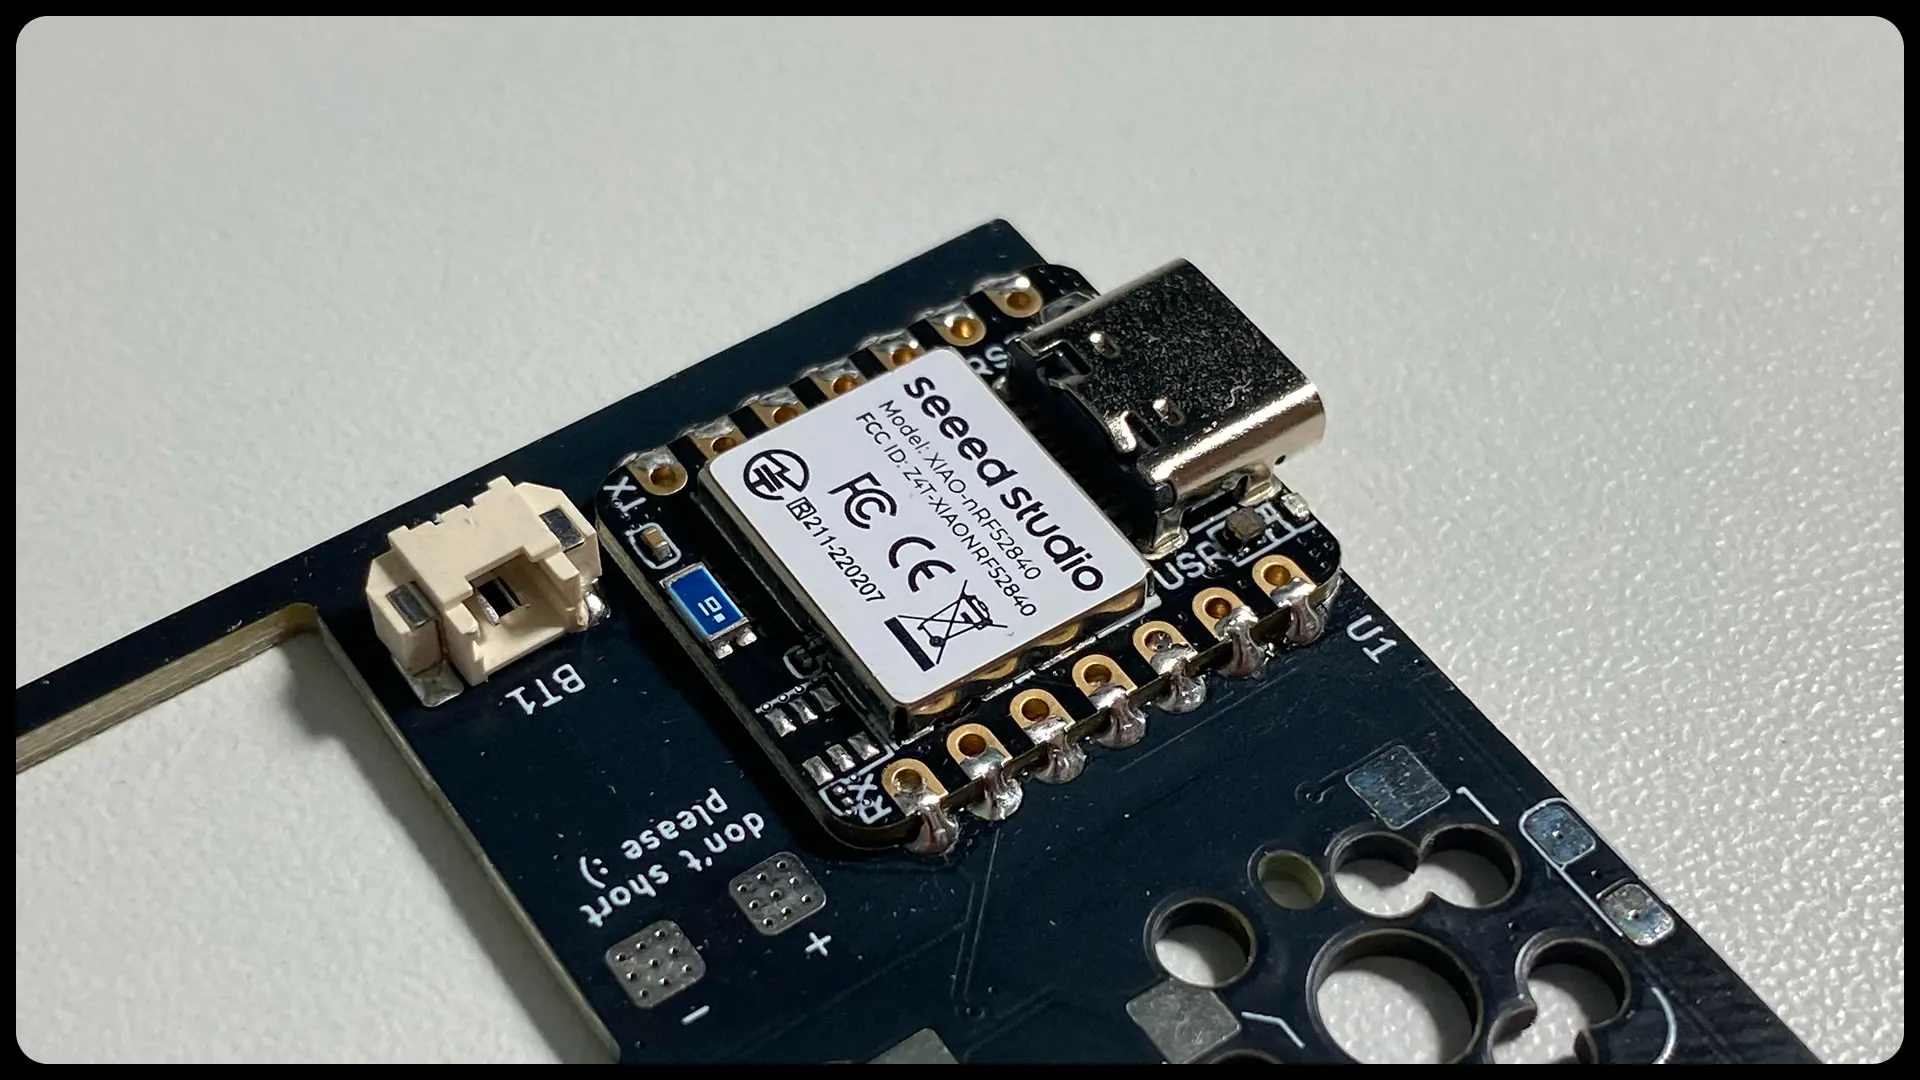 seeed studio
Model: XIAO-nRF52840
FCC ID: Z4T-XIAONRF52840
FC CE
R 211-220207
TX
RX
USR
U1
BT1
don't short
please :)
+
-